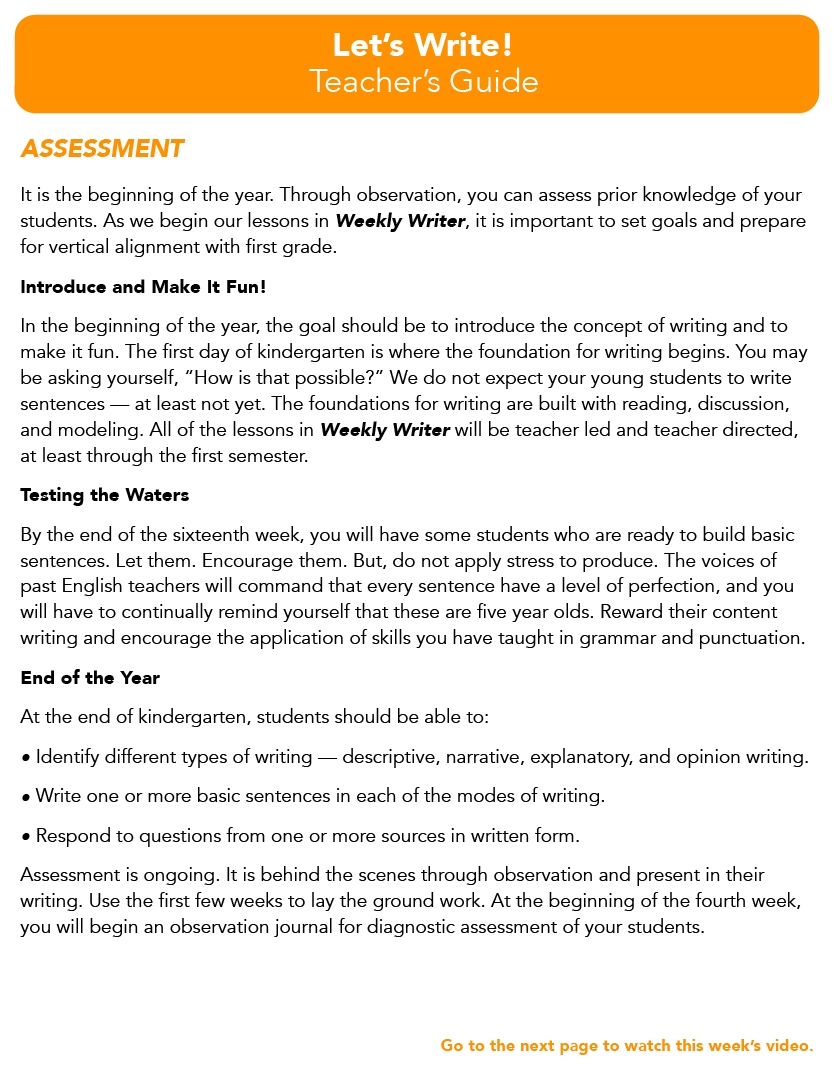 Let's Write!
Teacher's Guide
ASSESSMENT
It is the beginning of the year. Through observation, you can assess prior knowledge of your
students. As we begin our lessons in Weekly Writer, it is important to set goals and prepare
for vertical alignment with first grade.
Introduce and Make It Fun!
In the beginning of the year, the goal should be to introduce the concept of writing and to
make it fun. The first day of kindergarten is where the foundation for writing begins. You may
be asking yourself, “How is that possible?” We do not expect your young students to write
sentences — at least not yet. The foundations for writing are built with reading, discussion,
and modeling. All of the lessons in Weekly Writer will be teacher led and teacher directed,
at least through the first semester.
Testing the Waters
By the end of the sixteenth week, you will have some students who are ready to build basic
sentences. Let them. Encourage them. But, do not apply stress to produce. The voices of
past English teachers will command that every sentence have a level of perfection, and you
will have to continually remind yourself that these are five year olds. Reward their content
writing and encourage the application of skills you have taught in grammar and punctuation.
End of the Year
At the end of kindergarten, students should be able to:
• Identify different types of writing — descriptive, narrative, explanatory, and opinion writing.
• Write one or more basic sentences in each of the modes of writing.
• Respond to questions from one or more sources in written form.
Assessment is ongoing. It is behind the scenes through observation and present in their
writing. Use the first few weeks to lay the ground work. At the beginning of the fourth week,
you will begin an observation journal for diagnostic assessment of your students.
Go to the next page to watch this week's video.